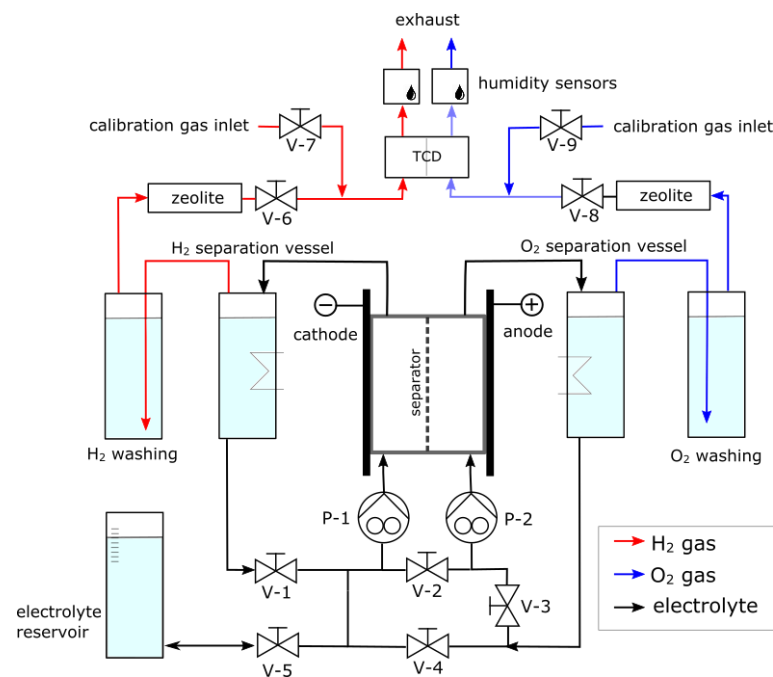 exhaust
humidity sensors
calibration gas inlet
V-7
TCD
V-9
calibration gas inlet
zeolite
V-6
V-8
zeolite
H₂ separation vessel
O₂ separation vessel
−
cathode
+
anode
separator
H₂ washing
O₂ washing
P-1
P-2
H₂ gas
O₂ gas
electrolyte
V-1
V-2
V-3
electrolyte
reservoir
V-5
V-4